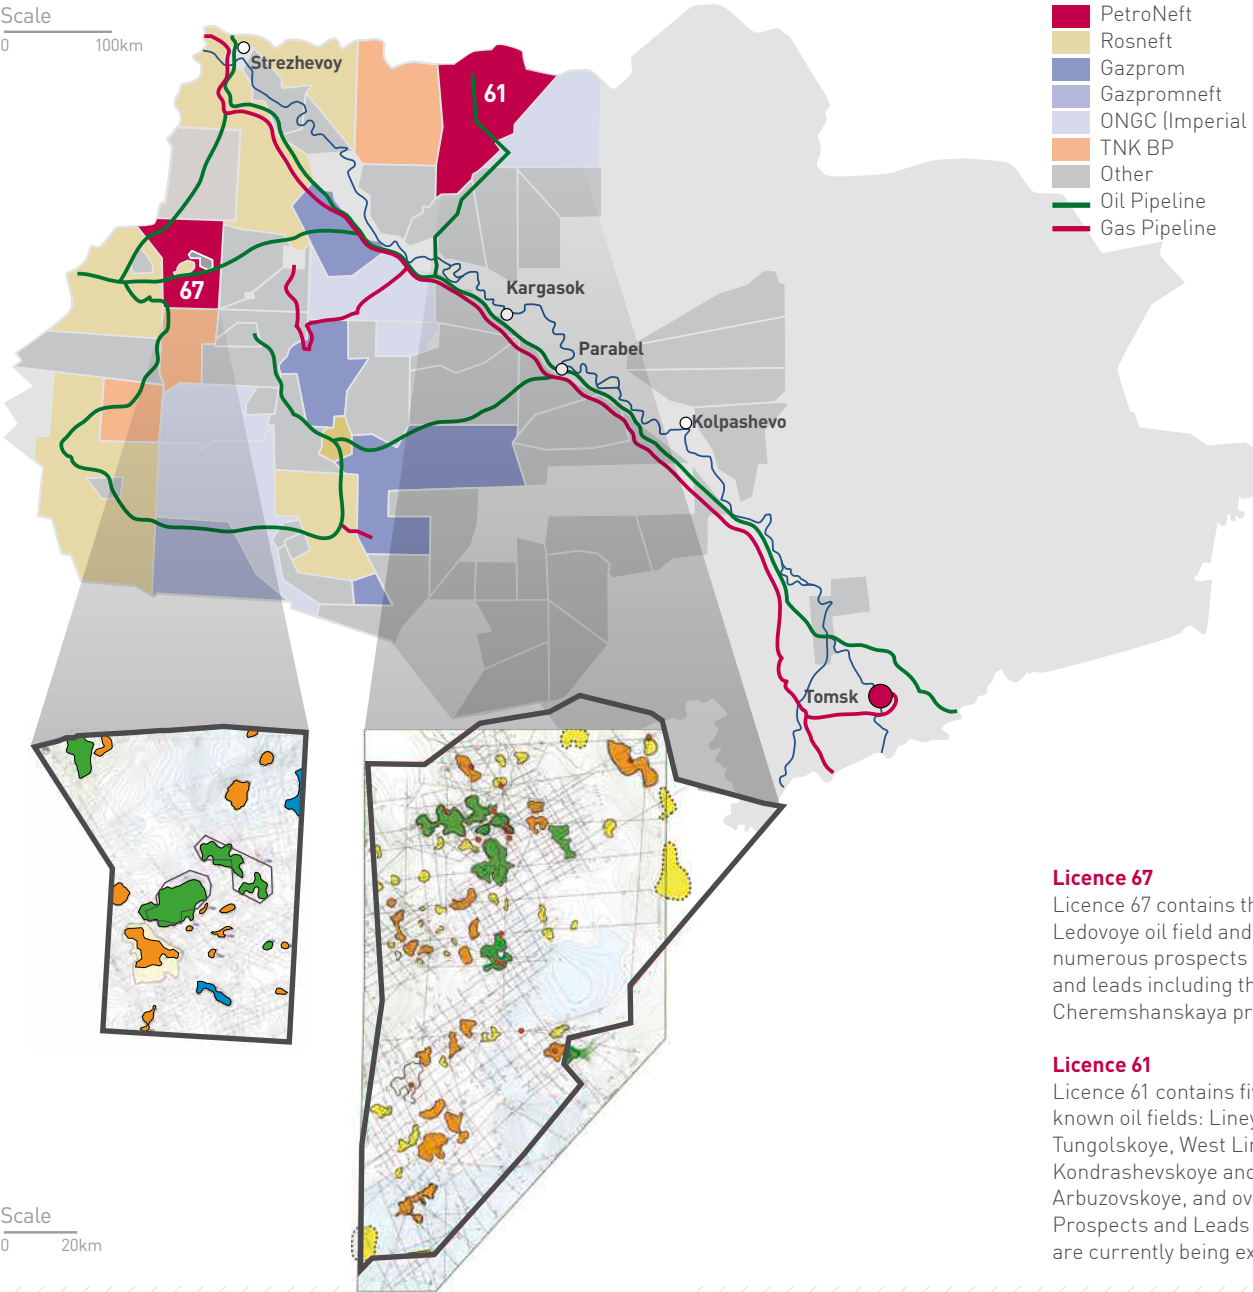 Scale
0 100km
Strezhevoy
61
67
Kargasok
Parabel
Kolpashevo
Tomsk
PetroNeft
Rosneft
Gazprom
Gazpromneft
ONGC (Imperial
TNK BP
Other
Oil Pipeline
Gas Pipeline
Licence 67
Licence 67 contains th
Ledovoye oil field and
numerous prospects
and leads including th
Cheremshanskaya pr
Licence 61
Licence 61 contains fi
known oil fields: Liney
Tungolskoye, West Lin
Kondrashevskoye and
Arbuzovskoye, and ov
Prospects and Leads
are currently being ex
Scale
0 20km